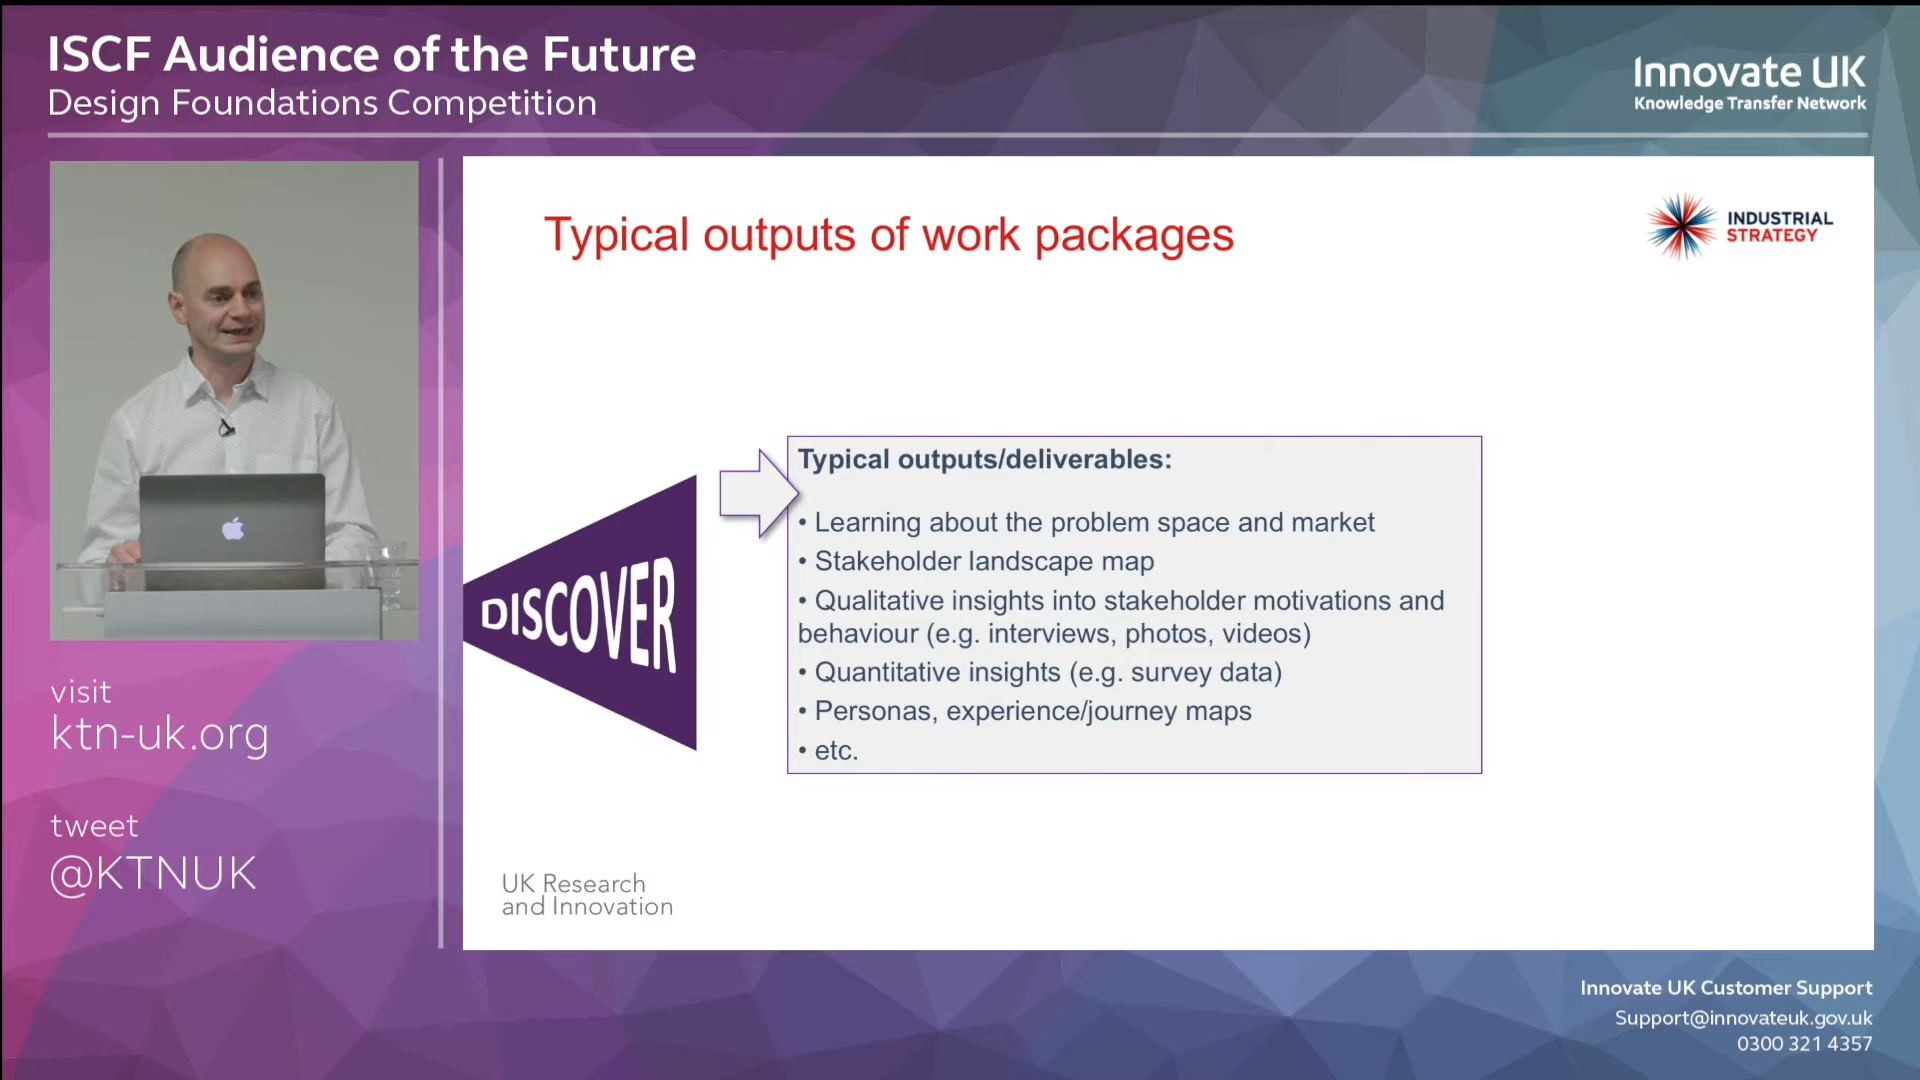 ISCF Audience of the Future
Design Foundations Competition
Innovate UK
Knowledge Transfer Network
Typical outputs of work packages
INDUSTRIAL
STRATEGY
Typical outputs/deliverables:
• Learning about the problem space and market
• Stakeholder landscape map
• Qualitative insights into stakeholder motivations and
behaviour (e.g. interviews, photos, videos)
• Quantitative insights (e.g. survey data)
• Personas, experience/journey maps
• etc.
DISCOVER
UK Research
and Innovation
visit
ktn-uk.org
tweet
@KTNUK
Innovate UK Customer Support
Support@innovateuk.gov.uk
0300 321 4357